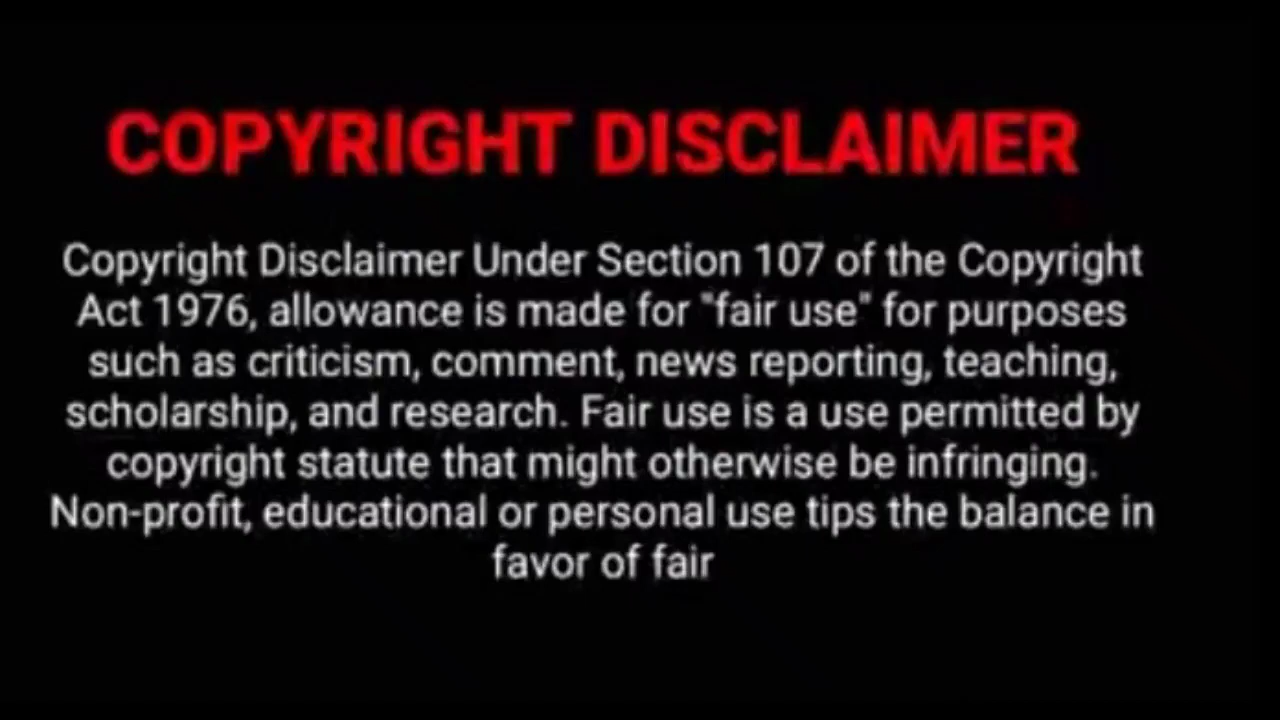 COPYRIGHT DISCLAIMER
Copyright Disclaimer Under Section 107 of the Copyright
Act 1976, allowance is made for "fair use" for purposes
such as criticism, comment, news reporting, teaching,
scholarship, and research. Fair use is a use permitted by
copyright statute that might otherwise be infringing.
Non-profit, educational or personal use tips the balance in
favor of fair